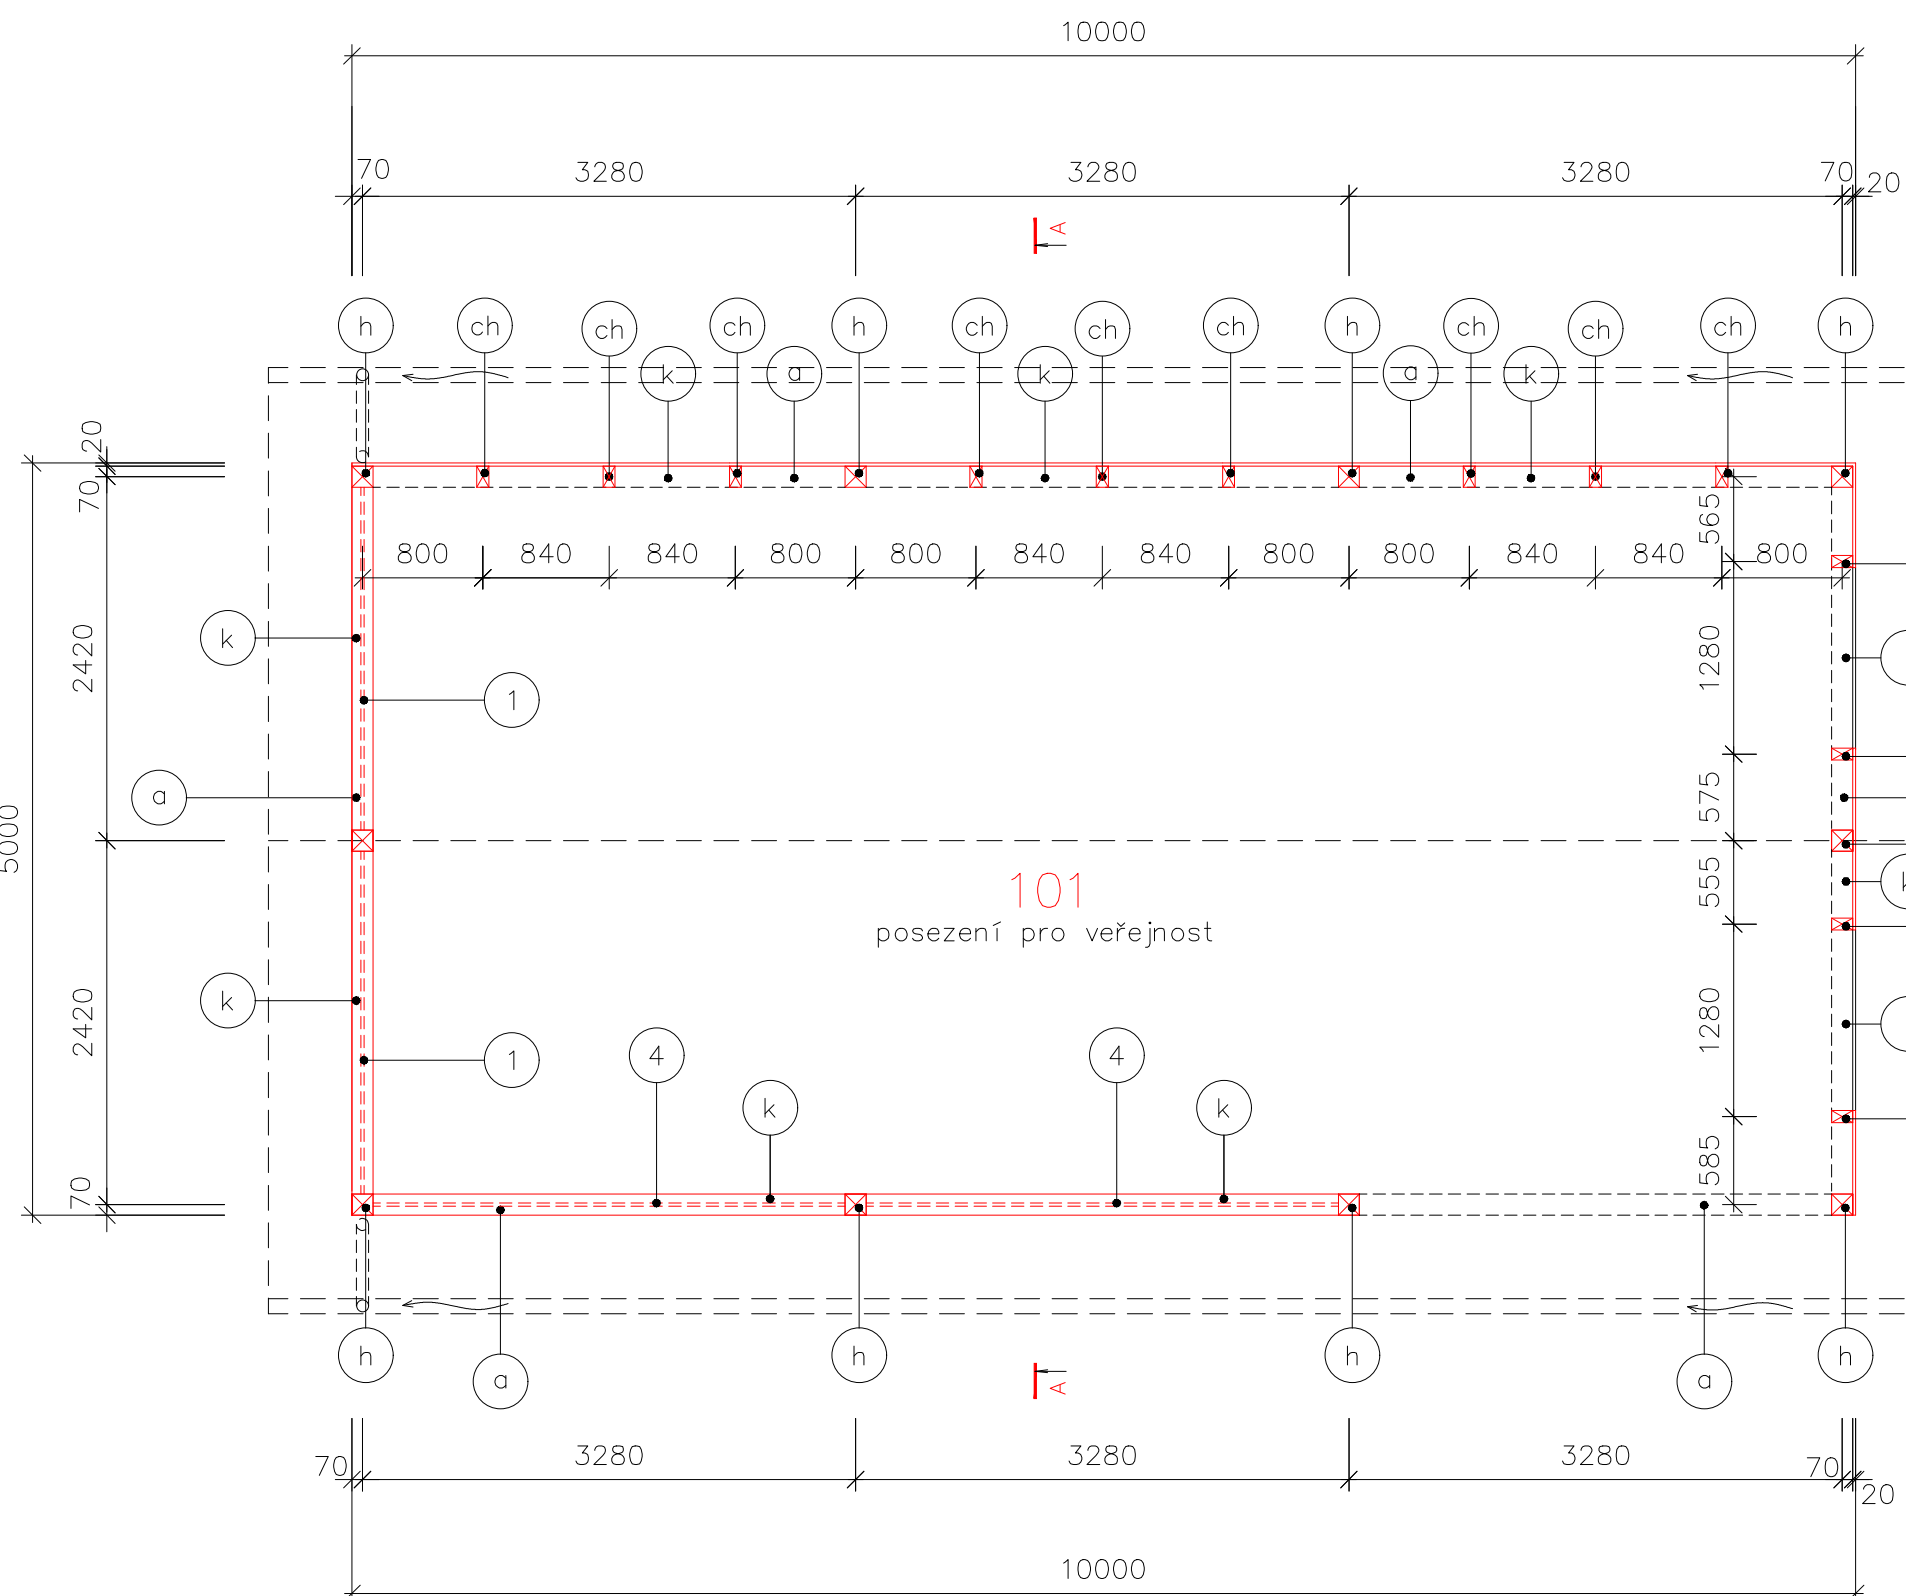 10000
70 3280 3280 3280 70 20
A
h ch ch ch h ch ch ch h ch ch ch h
k a k a k
20
70
565
800 840 840 800 800 840 840 800 800 840 840 800
k
2420
1280
1
a
575
5000
101
555
k
posezení pro veřejnost
k
2420
1280
1
4
4
k
k
585
70
h h h h
a a
A
70 3280 3280 3280 70 20
10000